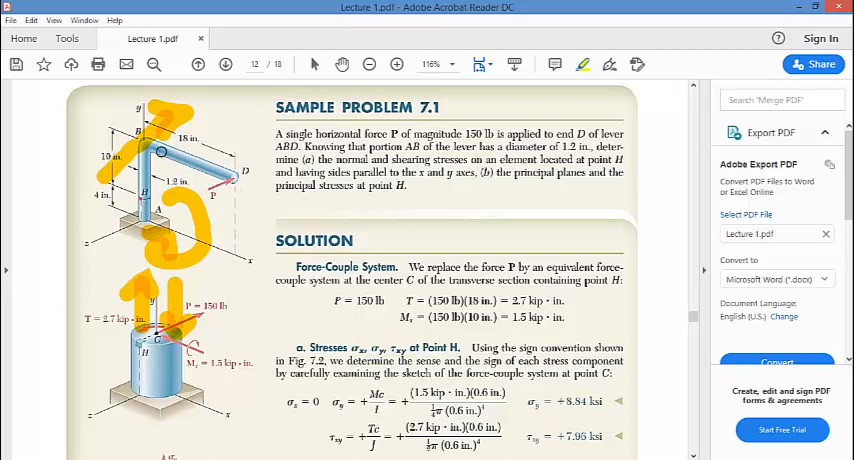 Lecture 1.pdf - Adobe Acrobat Reader DC
File Edit View Window Help
Home Tools Lecture 1.pdf × Sign In
12 / 18 116% Share
y
B
18 in.
10 in.
D
1.2 in.
P
H
4 in.
A
z
x
y
P = 150 lb
T = 2.7 kip · in.
C
H
Mₓ = 1.5 kip · in.
z
x
SAMPLE PROBLEM 7.1
A single horizontal force P of magnitude 150 lb is applied to end D of lever
ABD. Knowing that portion AB of the lever has a diameter of 1.2 in., deter-
mine (a) the normal and shearing stresses on an element located at point H
and having sides parallel to the x and y axes, (b) the principal planes and the
principal stresses at point H.
SOLUTION
Force-Couple System. We replace the force P by an equivalent force-
couple system at the center C of the transverse section containing point H:
P = 150 lb T = (150 lb)(18 in.) = 2.7 kip · in.
Mₓ = (150 lb)(10 in.) = 1.5 kip · in.
a. Stresses σₓ, σy, τxy at Point H. Using the sign convention shown
in Fig. 7.2, we determine the sense and the sign of each stress component
by carefully examining the sketch of the force-couple system at point C:
σₓ = 0 σy = +Mc/I = +(1.5 kip · in.)(0.6 in.)/¼π (0.6 in.)⁴ σy = +8.84 ksi
τxy = +Tc/J = +(2.7 kip · in.)(0.6 in.)/½π (0.6 in.)⁴ τxy = +7.96 ksi
Search 'Merge PDF'
Export PDF
Adobe Export PDF
Convert PDF Files to Word
or Excel Online
Select PDF File
Lecture 1.pdf ×
Convert to
Microsoft Word (*.docx)
Document Language:
English (U.S.) Change
Convert
Create, edit and sign PDF
forms & agreements
Start Free Trial